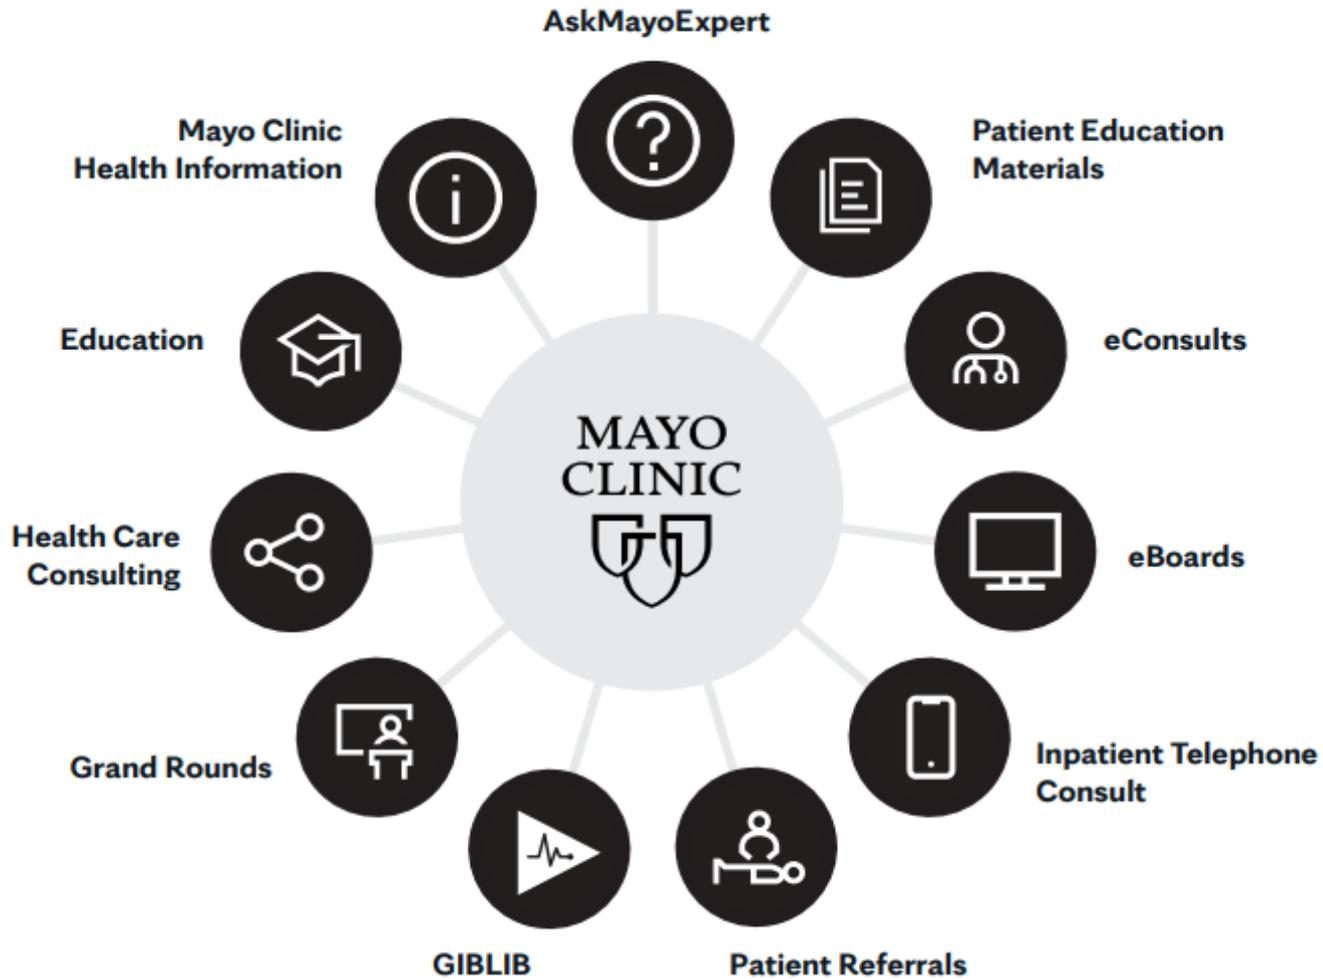 AskMayoExpert
Mayo Clinic
Health Information
Patient Education
Materials
Education
eConsults
MAYO
CLINIC
Health Care
Consulting
eBoards
Grand Rounds
Inpatient Telephone
Consult
GIBLIB
Patient Referrals